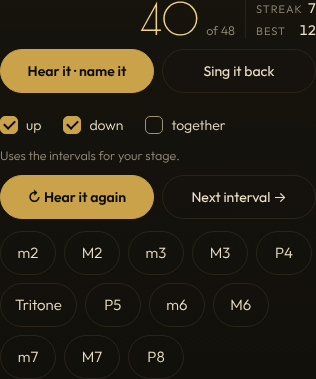 40 of 48 STREAK 7
BEST 12
Hear it · name it Sing it back
up down together
Uses the intervals for your stage.
↻ Hear it again Next interval →
m2 M2 m3 M3 P4
Tritone P5 m6 M6
m7 M7 P8